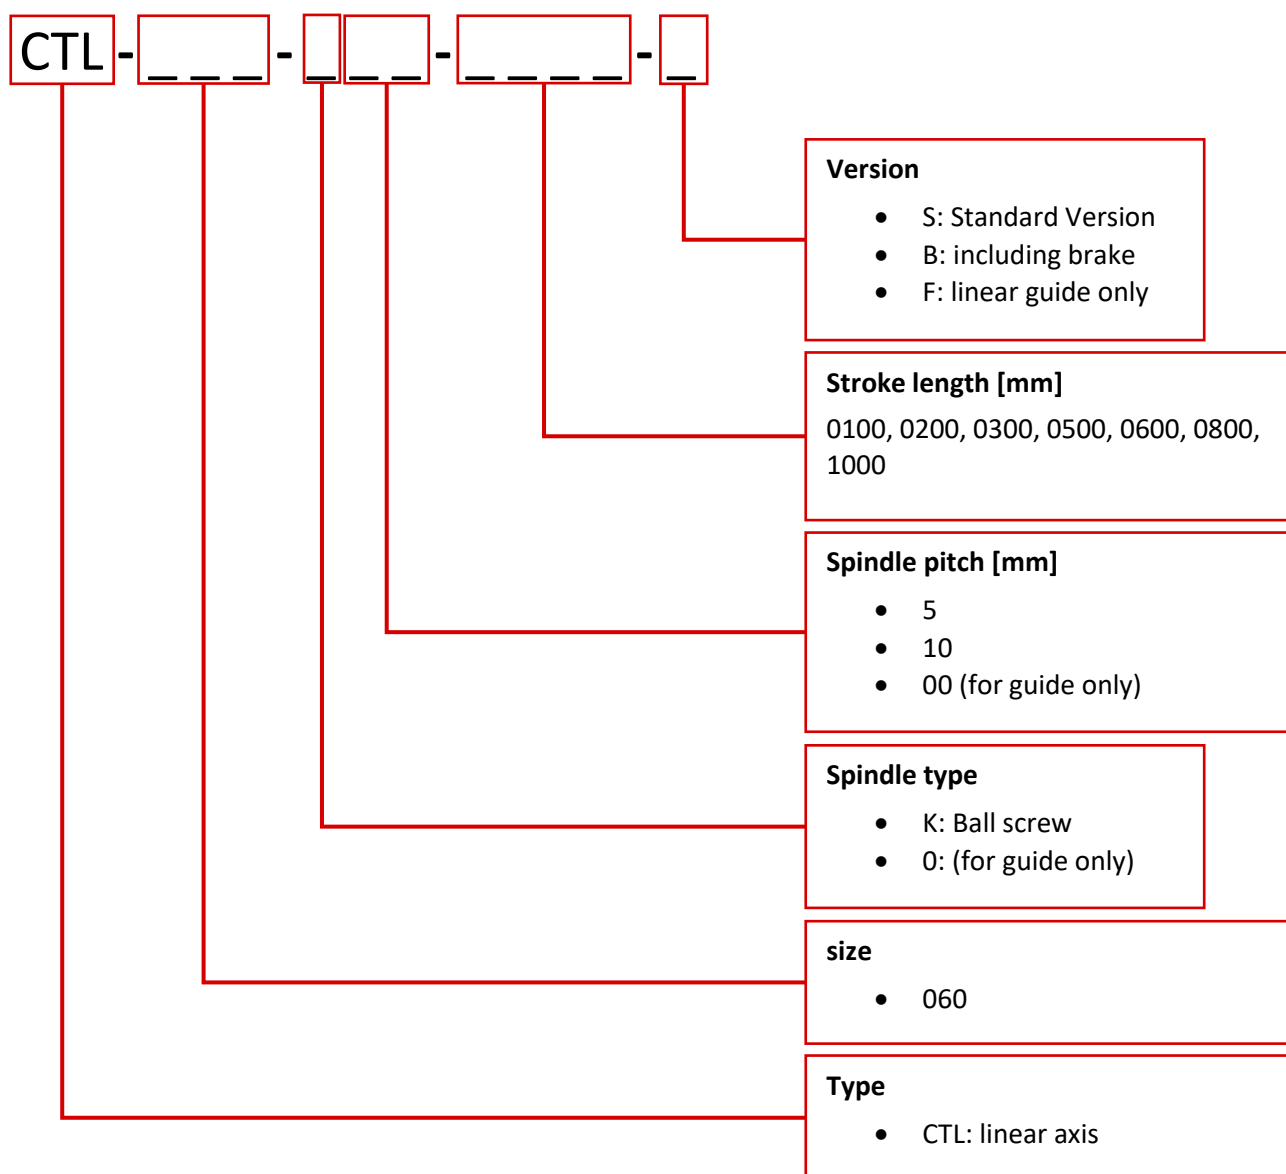 CTL - _ _ _ - _ _ _ - _ _ _ _ - _
Version
• S: Standard Version
• B: including brake
• F: linear guide only
Stroke length [mm]
0100, 0200, 0300, 0500, 0600, 0800,
1000
Spindle pitch [mm]
• 5
• 10
• 00 (for guide only)
Spindle type
• K: Ball screw
• 0: (for guide only)
size
• 060
Type
• CTL: linear axis